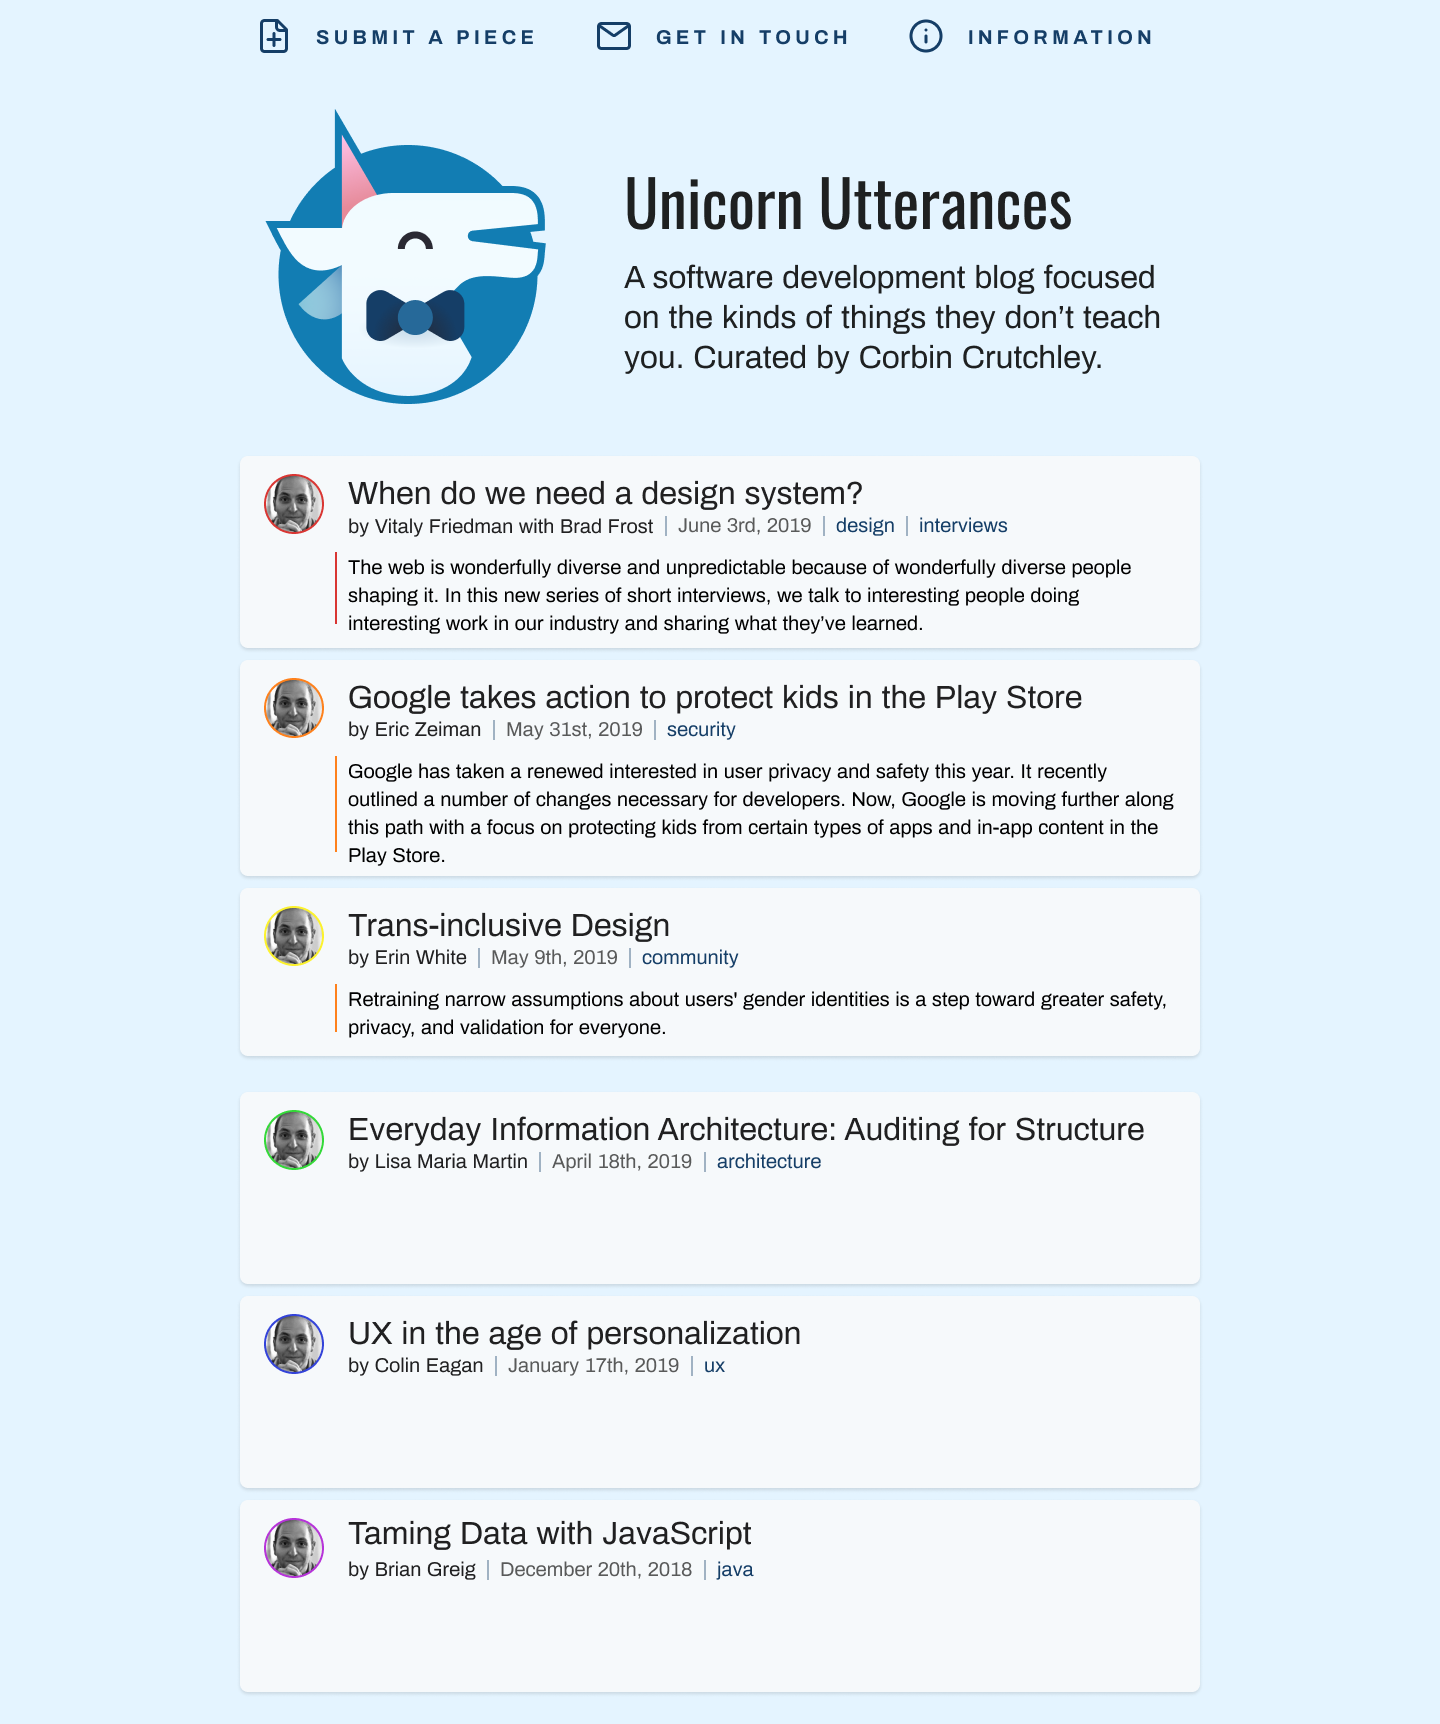 SUBMIT A PIECE
GET IN TOUCH
INFORMATION
Unicorn Utterances
A software development blog focused
on the kinds of things they don’t teach
you. Curated by Corbin Crutchley.
When do we need a design system?
by Vitaly Friedman with Brad Frost | June 3rd, 2019 | design | interviews
The web is wonderfully diverse and unpredictable because of wonderfully diverse people
shaping it. In this new series of short interviews, we talk to interesting people doing
interesting work in our industry and sharing what they’ve learned.
Google takes action to protect kids in the Play Store
by Eric Zeiman | May 31st, 2019 | security
Google has taken a renewed interested in user privacy and safety this year. It recently
outlined a number of changes necessary for developers. Now, Google is moving further along
this path with a focus on protecting kids from certain types of apps and in-app content in the
Play Store.
Trans-inclusive Design
by Erin White | May 9th, 2019 | community
Retraining narrow assumptions about users' gender identities is a step toward greater safety,
privacy, and validation for everyone.
Everyday Information Architecture: Auditing for Structure
by Lisa Maria Martin | April 18th, 2019 | architecture
UX in the age of personalization
by Colin Eagan | January 17th, 2019 | ux
Taming Data with JavaScript
by Brian Greig | December 20th, 2018 | java